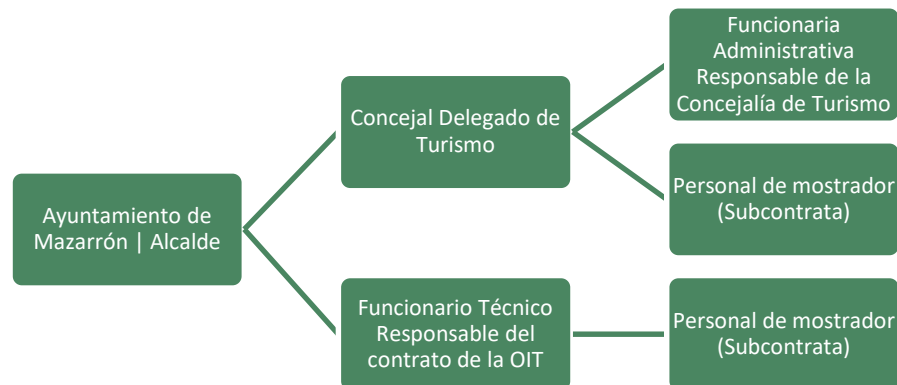 Funcionaria
Administrativa
Responsable de la
Concejalía de Turismo
Concejal Delegado de
Turismo
Personal de mostrador
(Subcontrata)
Ayuntamiento de
Mazarrón | Alcalde
Funcionario Técnico
Responsable del
contrato de la OIT
Personal de mostrador
(Subcontrata)